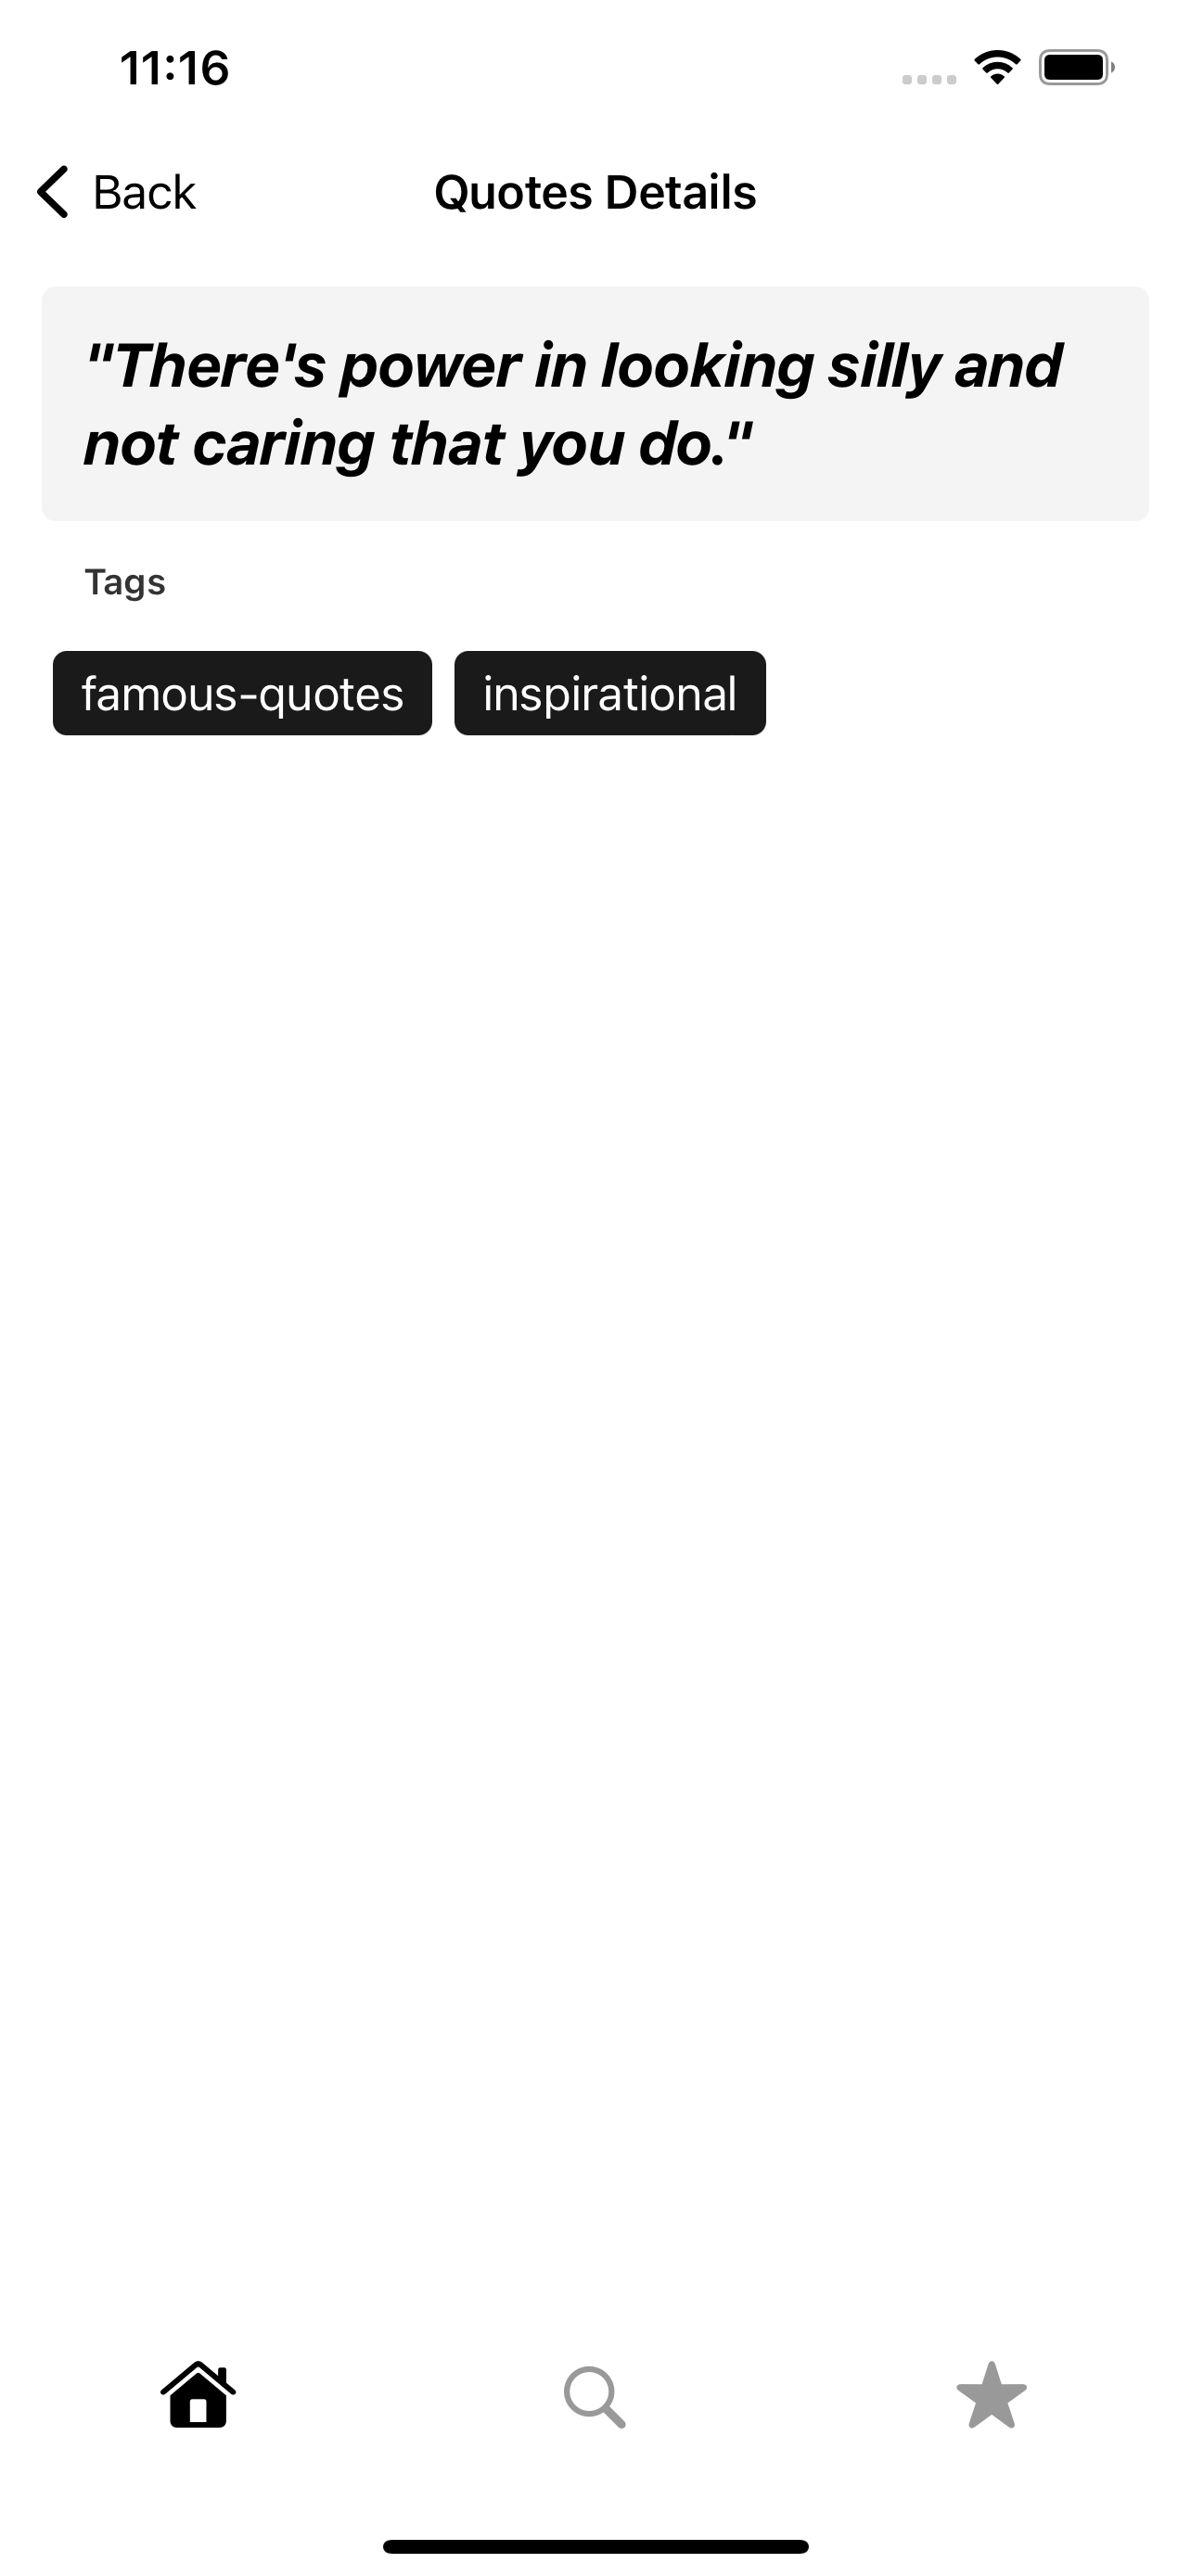 11:16
Back
Quotes Details
"There's power in looking silly and
not caring that you do."
Tags
famous-quotes
inspirational